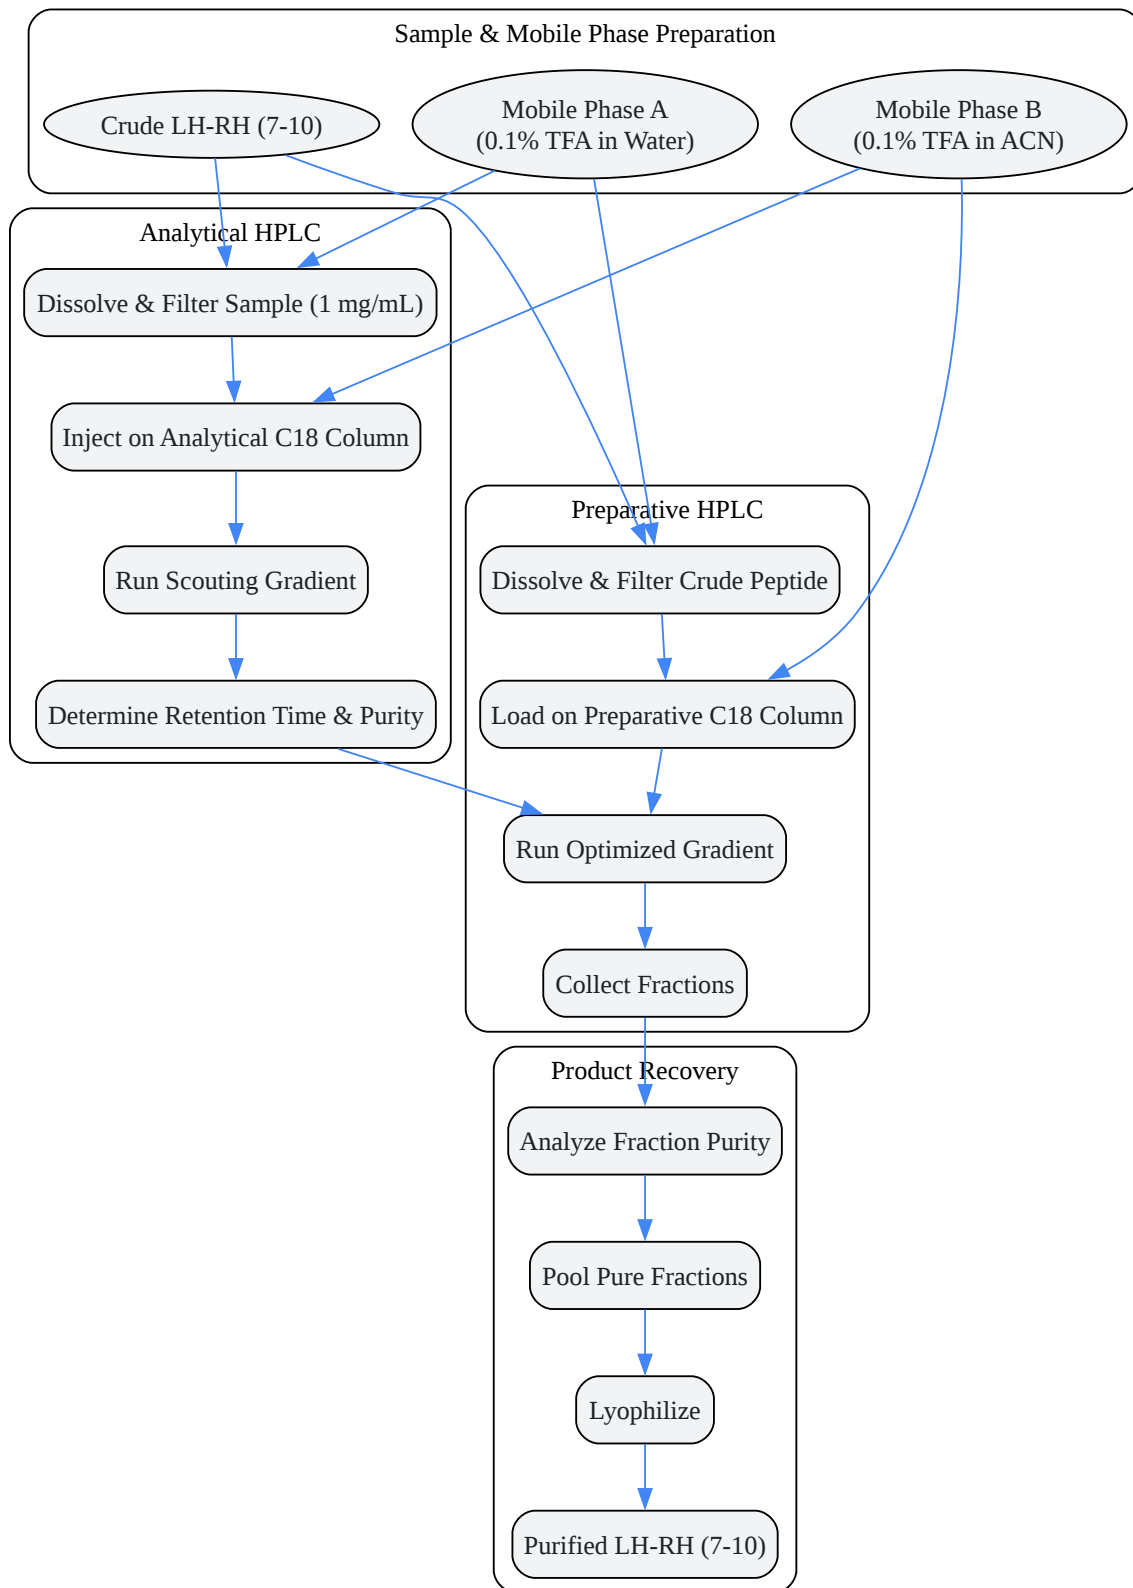 Sample & Mobile Phase Preparation
Crude LH-RH (7-10)
Mobile Phase A
(0.1% TFA in Water)
Mobile Phase B
(0.1% TFA in ACN)
Analytical HPLC
Dissolve & Filter Sample (1 mg/mL)
Inject on Analytical C18 Column
Run Scouting Gradient
Determine Retention Time & Purity
Preparative HPLC
Dissolve & Filter Crude Peptide
Load on Preparative C18 Column
Run Optimized Gradient
Collect Fractions
Product Recovery
Analyze Fraction Purity
Pool Pure Fractions
Lyophilize
Purified LH-RH (7-10)